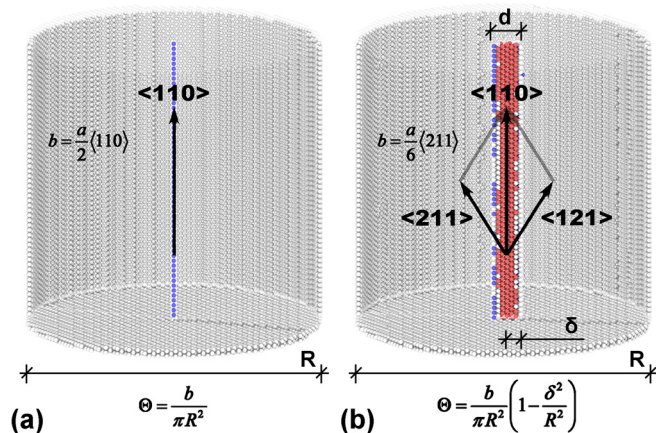 d
<110>
<110>
b = a/2 ⟨110⟩
b = a/6 ⟨211⟩
<211>
<121>
δ
R
R
(a)
Θ = b/πR²
(b)
Θ = b/πR² (1 − δ²/R²)